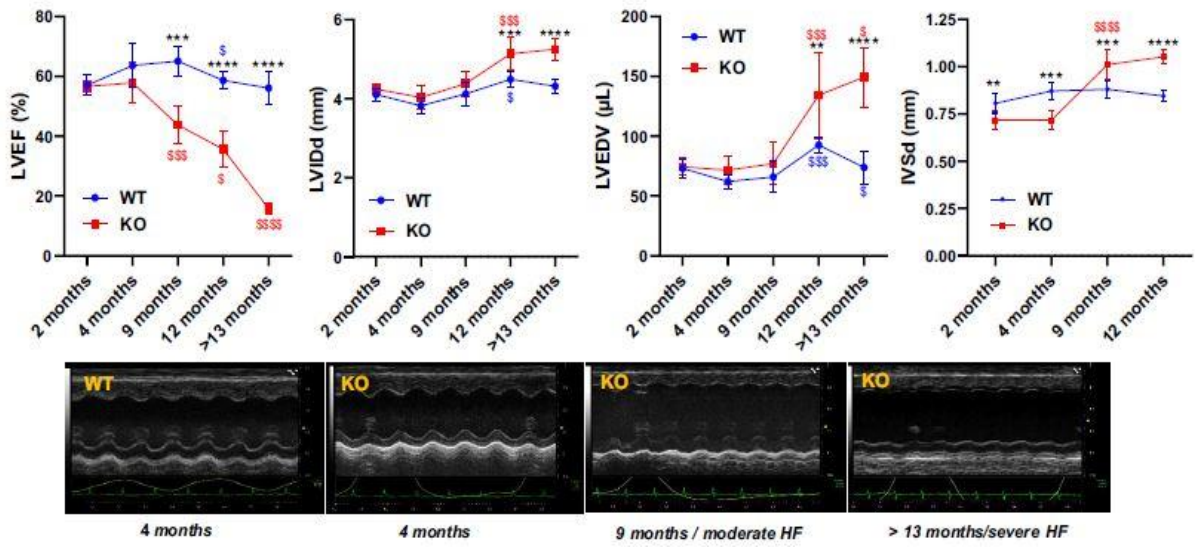 LVEF (%)
80
60
40
20
0
***
$
****
****
$$$
$
$$$$
WT
KO
2 months
4 months
9 months
12 months
>13 months
LVIDd (mm)
6
4
2
0
$$$
***
****
$
WT
KO
2 months
4 months
9 months
12 months
>13 months
LVEDV (µL)
200
150
100
50
0
WT
KO
$$$
**
$
****
$$$
$
2 months
4 months
9 months
12 months
>13 months
IVSd (mm)
1.25
1.00
0.75
0.50
0.25
0.00
**
***
$$$$
***
****
WT
KO
2 months
4 months
9 months
12 months
WT
KO
KO
KO
4 months
4 months
9 months / moderate HF
> 13 months/severe HF